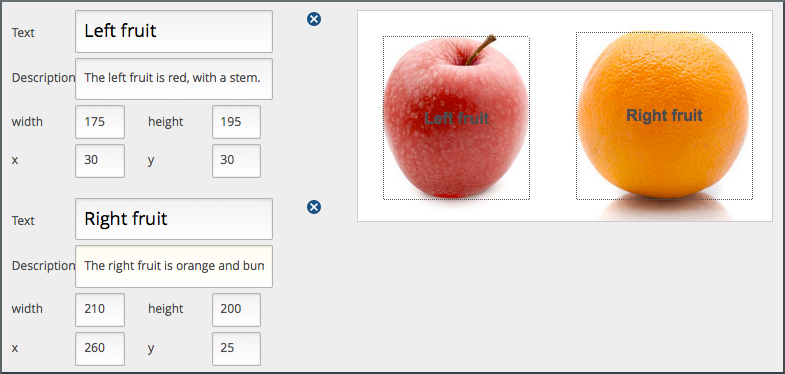 Text Left fruit
Description The left fruit is red, with a stem.
width 175 height 195
x 30 y 30
Text Right fruit
Description The right fruit is orange and bun
width 210 height 200
x 260 y 25
Left fruit
Right fruit